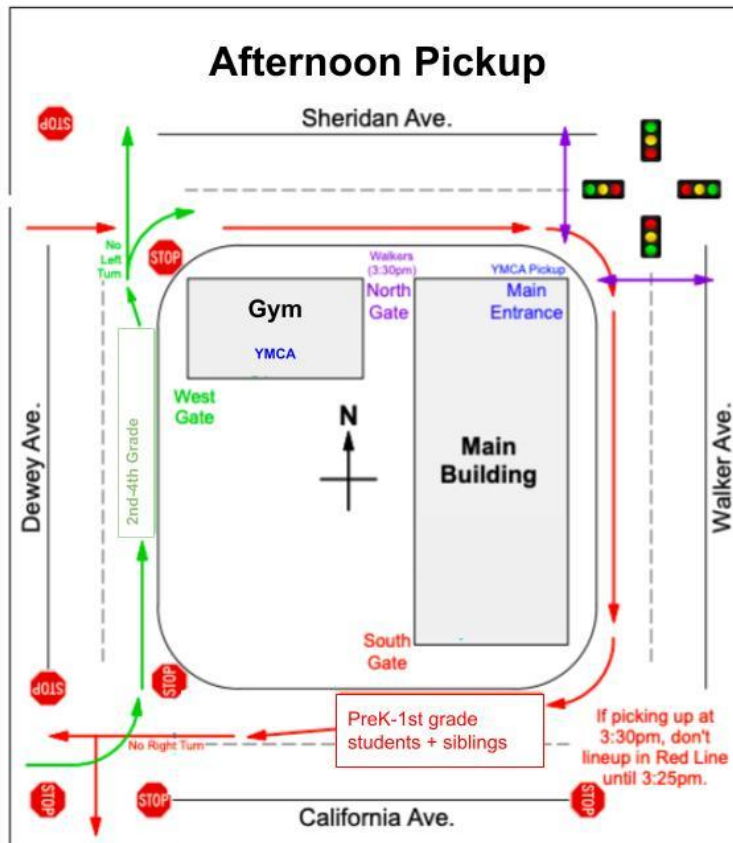 Afternoon Pickup
STOP
Sheridan Ave.
No
Left
Turn
STOP
Walkers
(3:30pm)
North
Gate
YMCA Pickup
Main
Entrance
Gym
YMCA
West
Gate
N
Main
Building
Dewey Ave.
2nd-4th Grade
Walker Ave.
South
Gate
STOP
STOP
PreK-1st grade
students + siblings
No Right Turn
If picking up at
3:30pm, don't
lineup in Red Line
until 3:25pm.
STOP
STOP
STOP
California Ave.